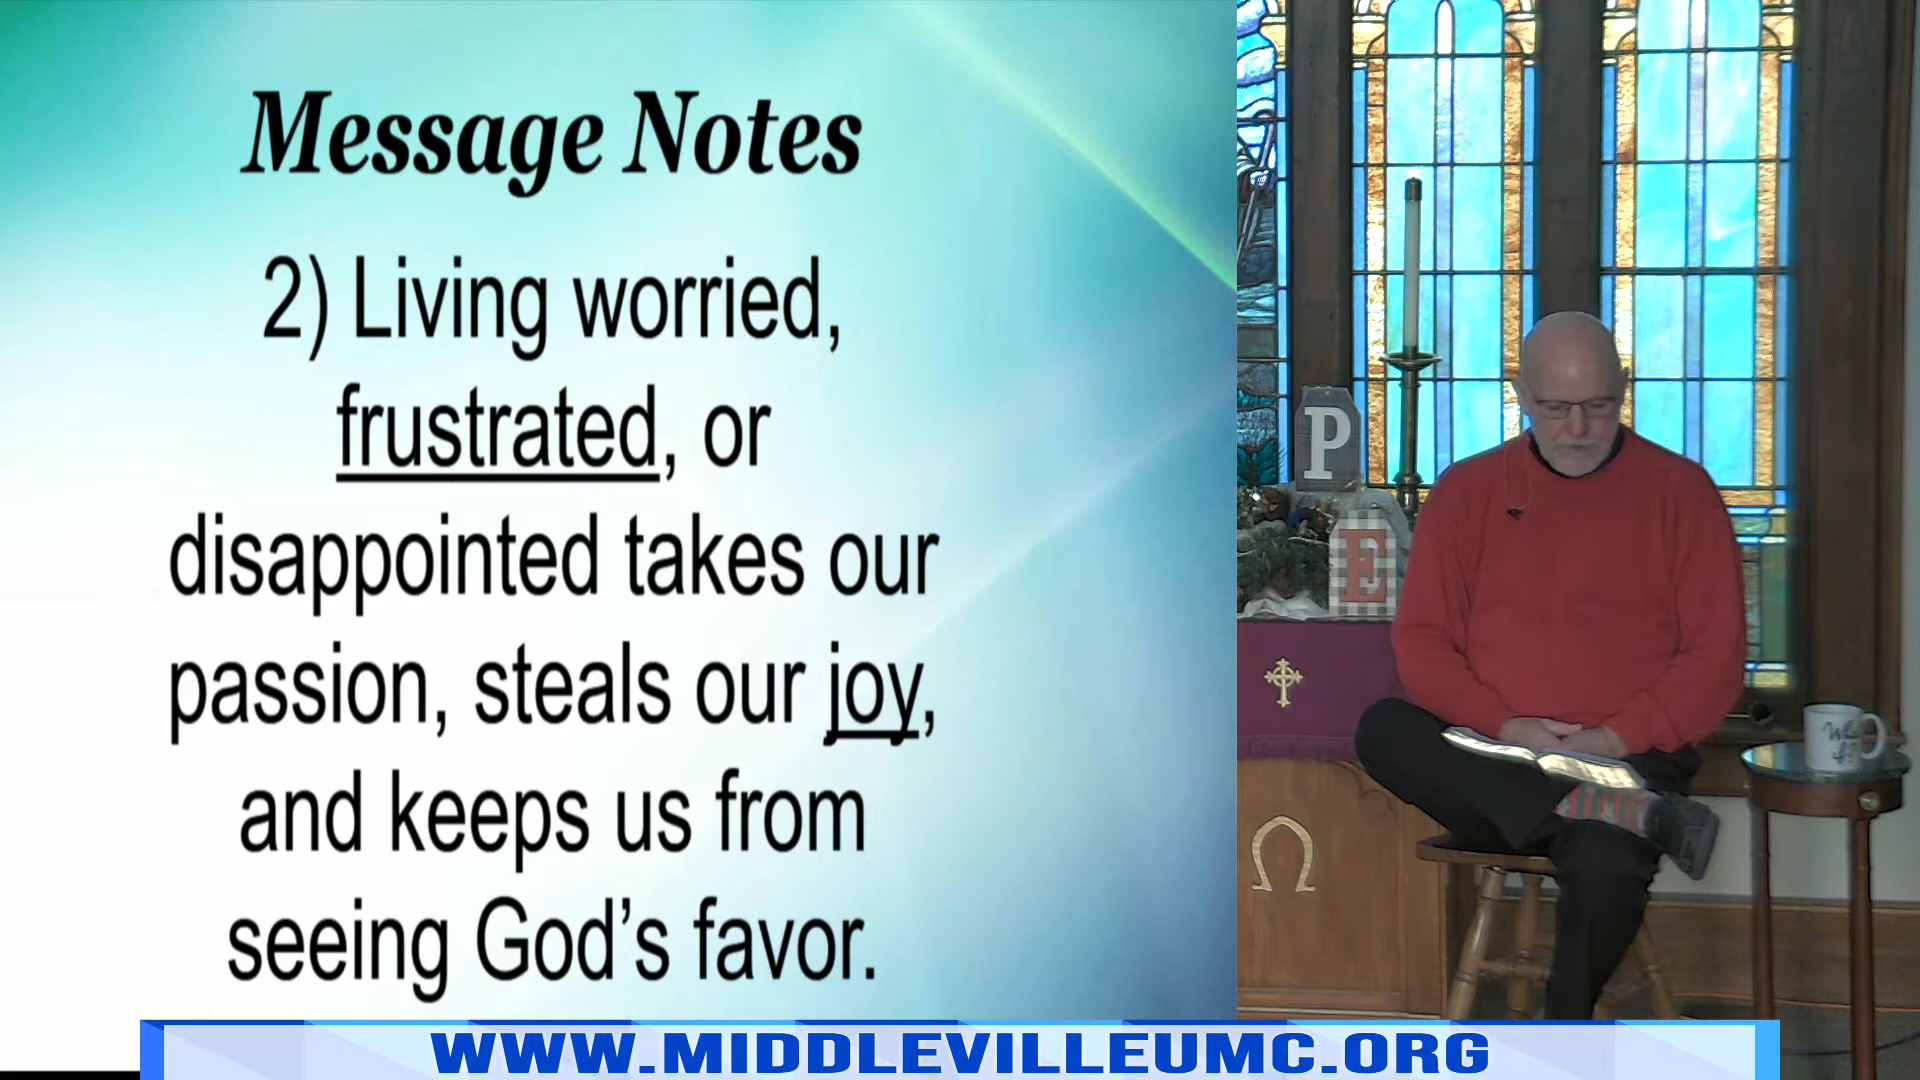 Message Notes
2) Living worried,
frustrated, or
disappointed takes our
passion, steals our joy,
and keeps us from
seeing God's favor.
P
E
Ω
WWW.MIDDLEVILLEUMC.ORG